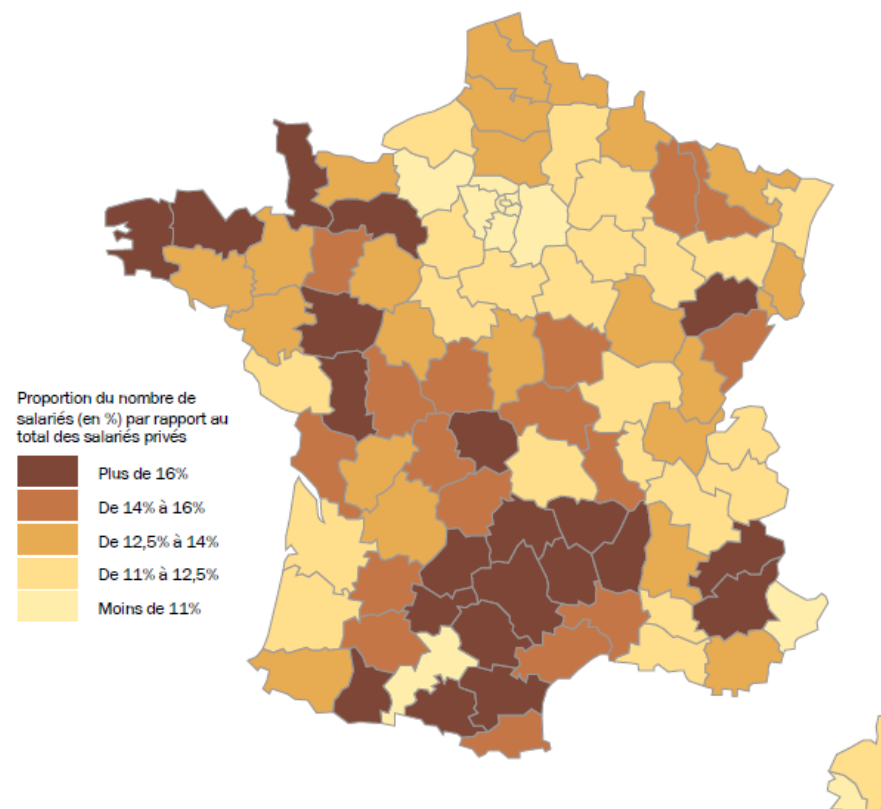 Proportion du nombre de
salariés (en %) par rapport au
total des salariés privés
Plus de 16%
De 14% à 16%
De 12,5% à 14%
De 11% à 12,5%
Moins de 11%